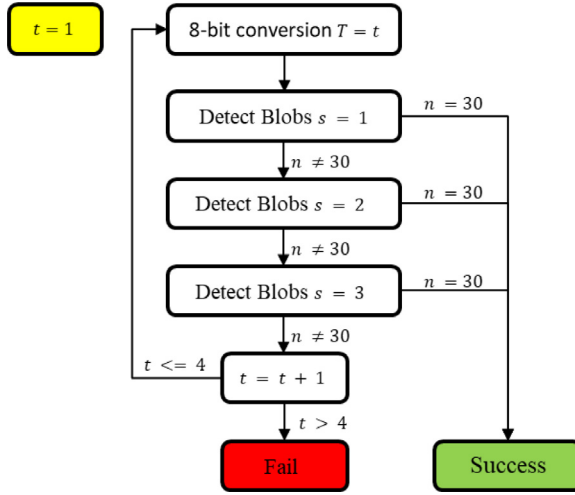 t = 1
8-bit conversion T = t
Detect Blobs s = 1
n = 30
n ≠ 30
Detect Blobs s = 2
n = 30
n ≠ 30
Detect Blobs s = 3
n = 30
n ≠ 30
t <= 4
t = t + 1
t > 4
Fail
Success